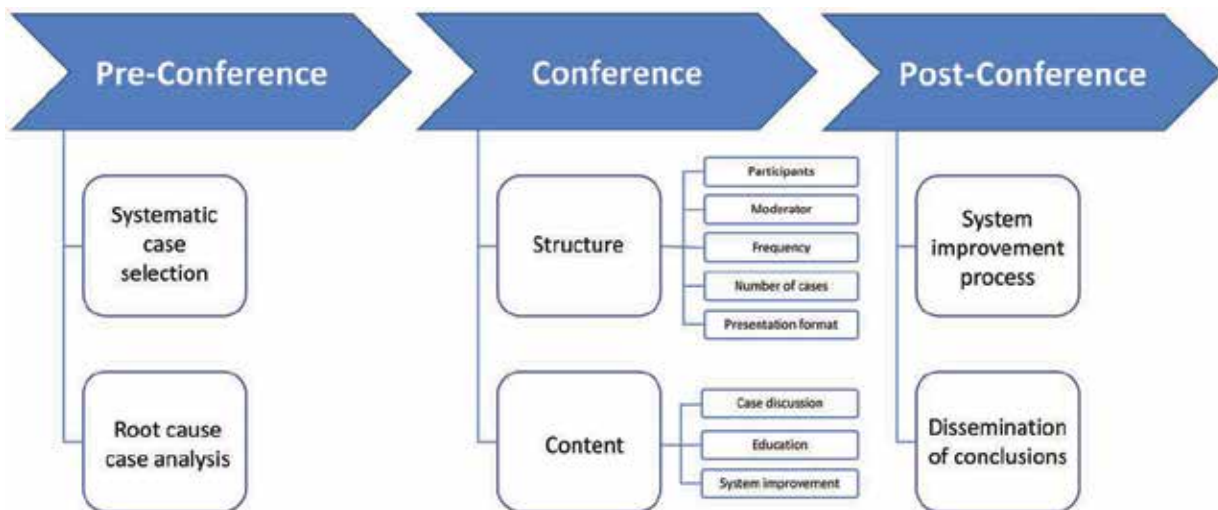 Pre-Conference
Conference
Post-Conference
Systematic
case
selection
Root cause
case analysis
Structure
Participants
Moderator
Frequency
Number of cases
Presentation format
Content
Case discussion
Education
System improvement
System
improvement
process
Dissemination
of conclusions